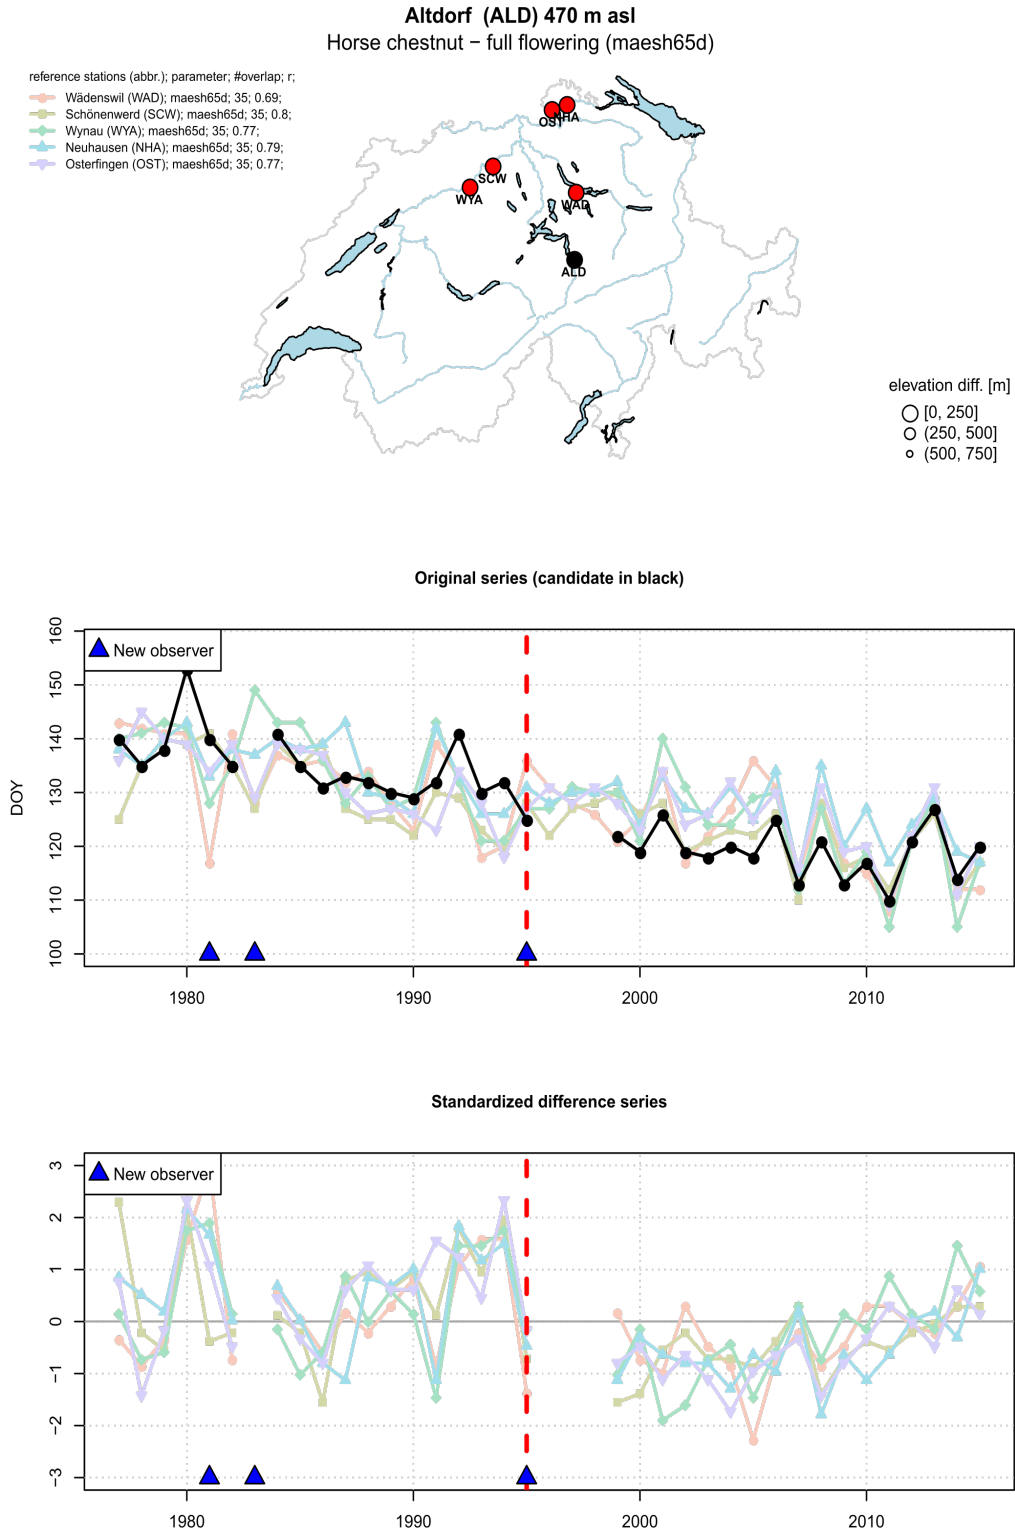 Altdorf (ALD) 470 m asl
Horse chestnut − full flowering (maesh65d)
reference stations (abbr.); parameter; #overlap; r;
Wädenswil (WAD); maesh65d; 35; 0.69;
Schönenwerd (SCW); maesh65d; 35; 0.8;
Wynau (WYA); maesh65d; 35; 0.77;
Neuhausen (NHA); maesh65d; 35; 0.79;
Osterfingen (OST); maesh65d; 35; 0.77;
OST
NHA
SCW
WYA
WAD
ALD
elevation diff. [m]
[0, 250]
(250, 500]
(500, 750]
Original series (candidate in black)
New observer
DOY
160
150
140
130
120
110
100
1980
1990
2000
2010
Standardized difference series
New observer
3
2
1
0
−1
−2
−3
1980
1990
2000
2010